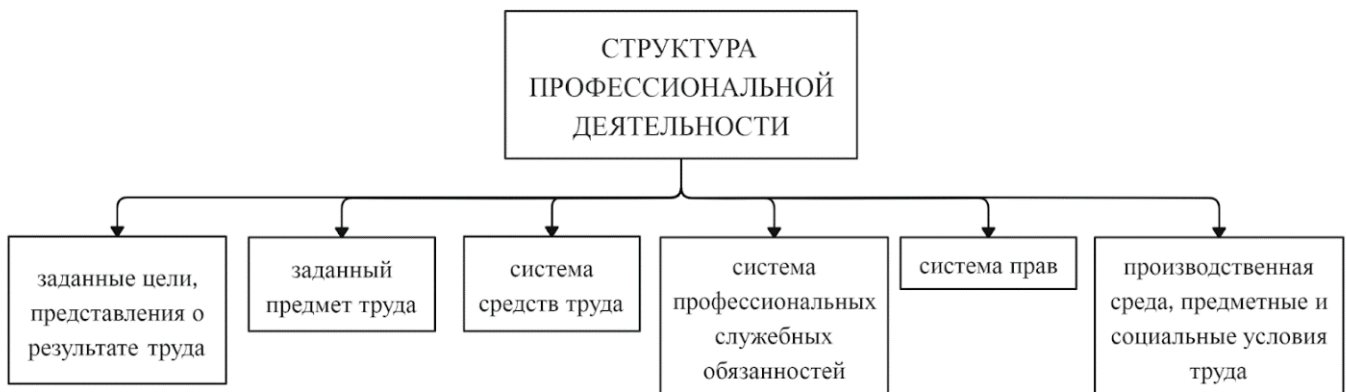 СТРУКТУРА
ПРОФЕССИОНАЛЬНОЙ
ДЕЯТЕЛЬНОСТИ
заданные цели,
представления о
результате труда
заданный
предмет труда
система
средств труда
система
профессиональных
служебных
обязанностей
система прав
производственная
среда, предметные и
социальные условия
труда